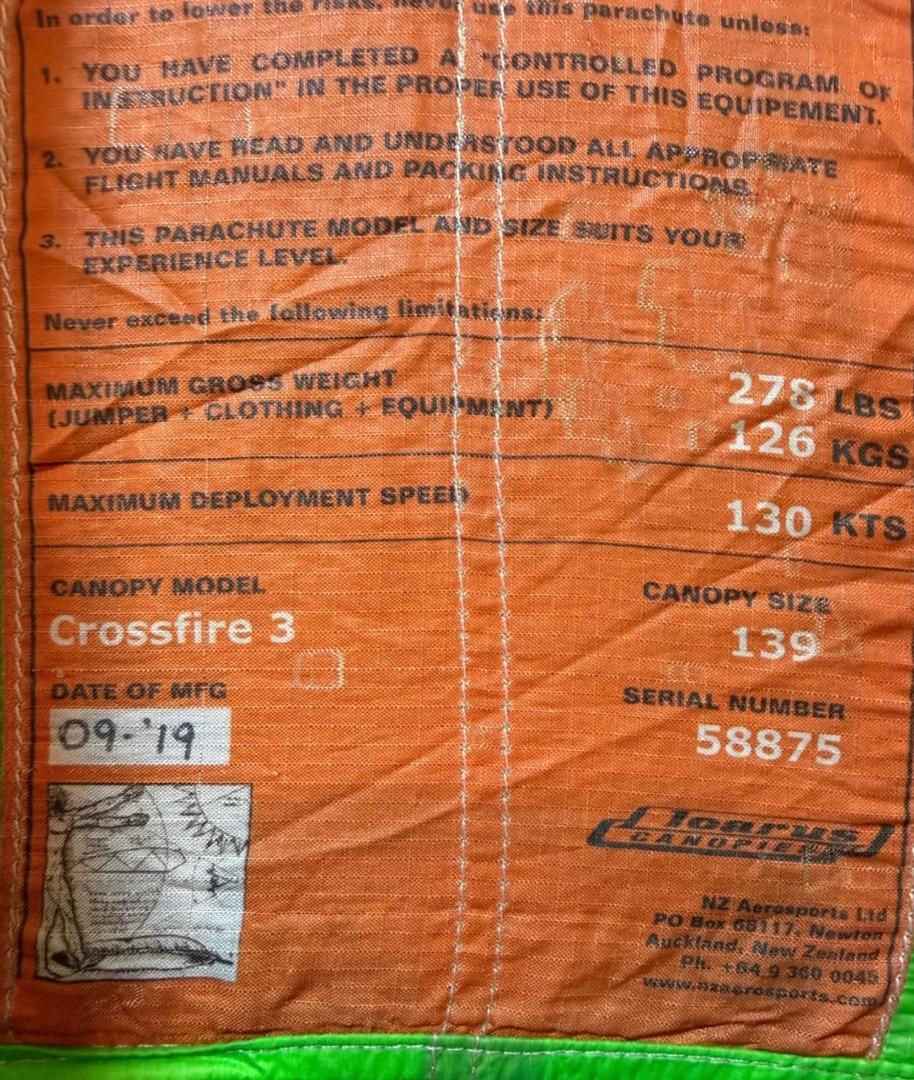 In order to lower the risks, never use this parachute unless:
1. YOU HAVE COMPLETED A "CONTROLLED PROGRAM OF
INSTRUCTION" IN THE PROPER USE OF THIS EQUIPEMENT.
2. YOU HAVE READ AND UNDERSTOOD ALL APPROPRIATE
FLIGHT MANUALS AND PACKING INSTRUCTIONS.
3. THIS PARACHUTE MODEL AND SIZE SUITS YOUR
EXPERIENCE LEVEL.
Never exceed the following limitations:
MAXIMUM GROSS WEIGHT
(JUMPER + CLOTHING + EQUIPMENT)
278 LBS
126 KGS
MAXIMUM DEPLOYMENT SPEED
130 KTS
CANOPY MODEL
Crossfire 3
CANOPY SIZE
139
DATE OF MFG
09-'19
SERIAL NUMBER
58875
Icarus
CANOPIES
NZ Aerosports Ltd
PO Box 68117, Newton
Auckland, New Zealand
Ph. +64 9 360 0045
www.nzaerosports.com